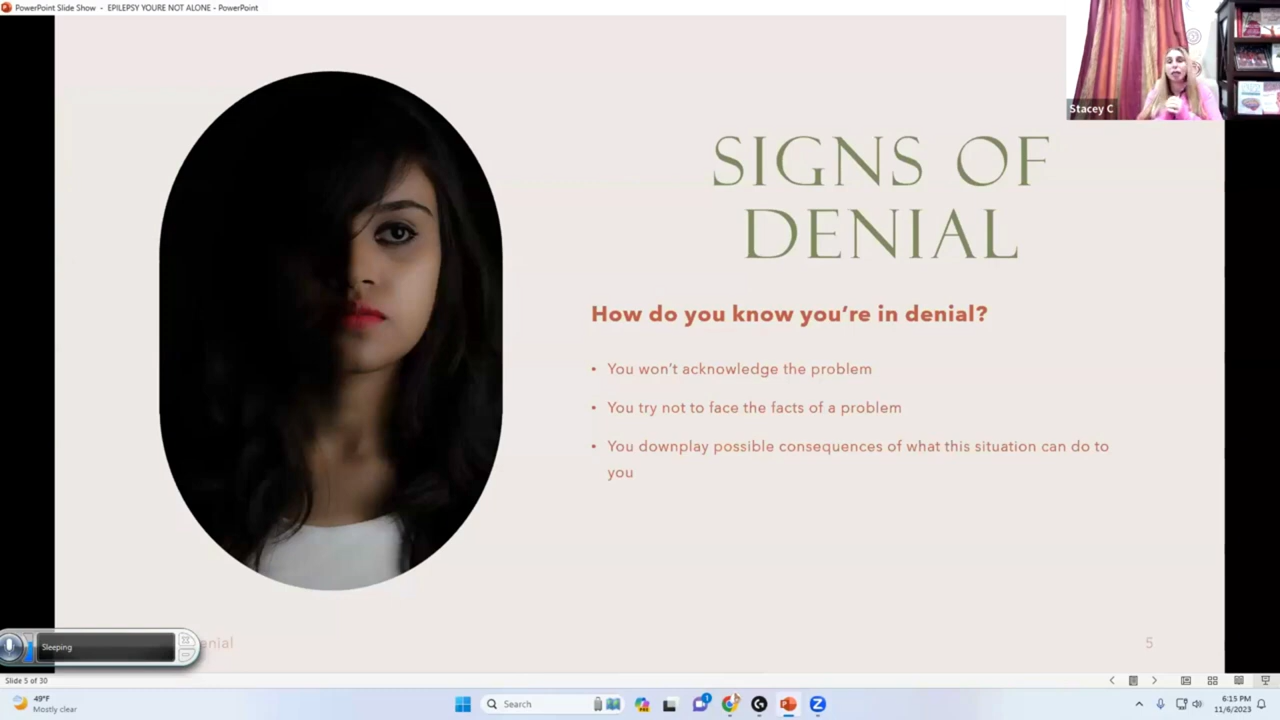 PowerPoint Slide Show - EPILEPSY YOURE NOT ALONE - PowerPoint
Stacey C
SIGNS OF
DENIAL
How do you know you’re in denial?
• You won’t acknowledge the problem
• You try not to face the facts of a problem
• You downplay possible consequences of what this situation can do to
you
Sleeping
enial
5
Slide 5 of 30
49°F
Mostly clear
Search
1
6:15 PM
11/6/2023